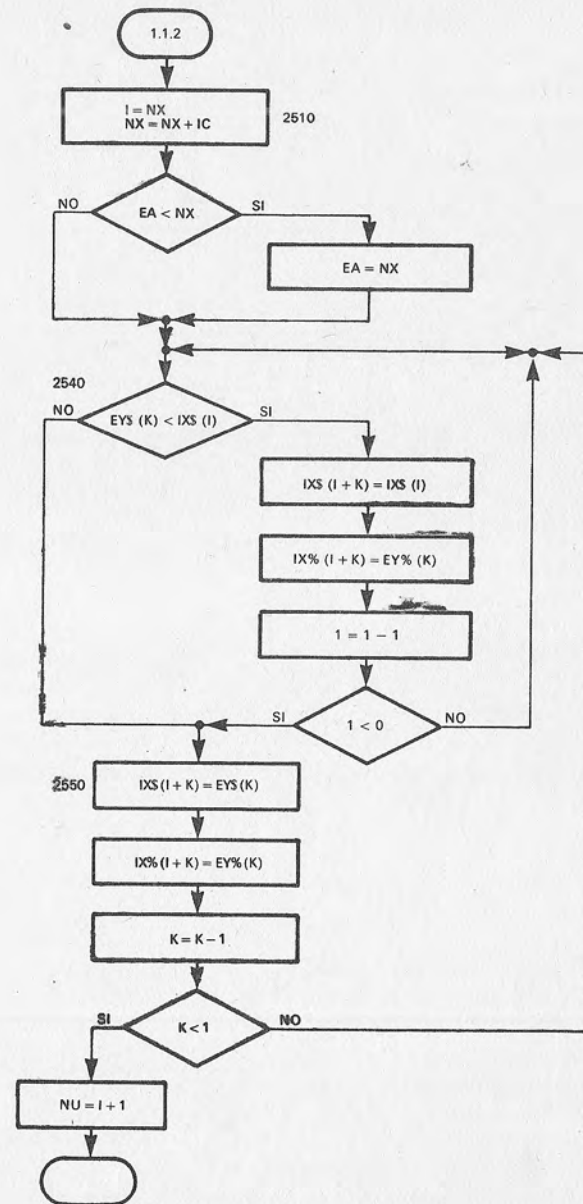 1.1.2
I = NX
NX = NX + IC
2510
NO
EA < NX
SI
EA = NX
2540
NO
EY$ (K) < IX$ (I)
SI
IX$ (I + K) = IX$ (I)
IX% (I + K) = EY% (K)
1 = 1 – 1
SI
1 < 0
NO
2550
IX$ (I + K) = EY$ (K)
IX% (I + K) = EY% (K)
K = K – 1
SI
K < 1
NO
NU = I + 1